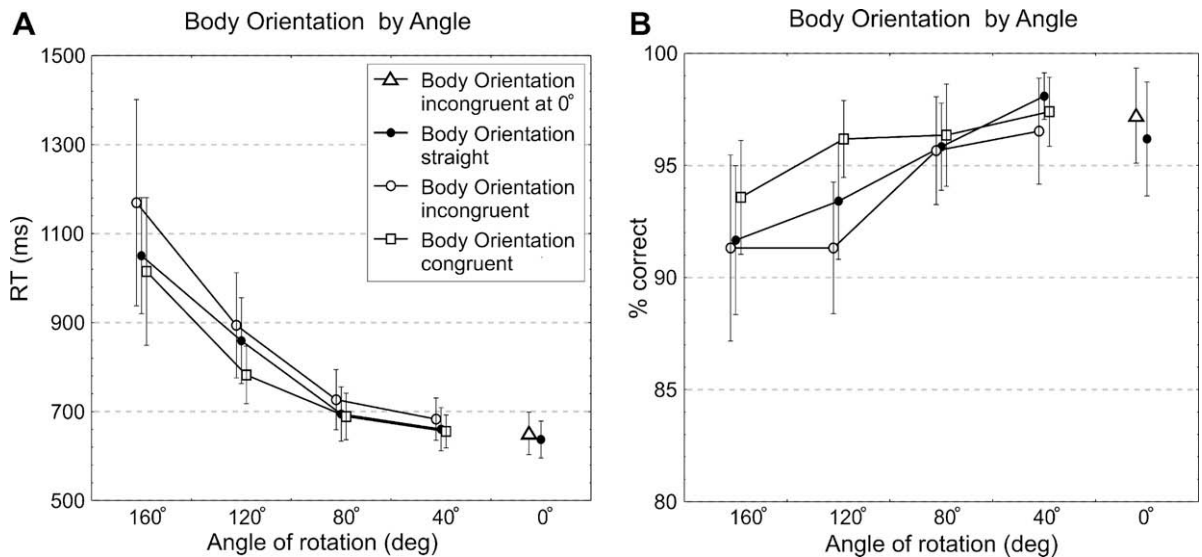 A
Body Orientation by Angle
RT (ms)
1500
1300
1100
900
700
500
Body Orientation
incongruent at 0°
Body Orientation
straight
Body Orientation
incongruent
Body Orientation
congruent
160° 120° 80° 40° 0°
Angle of rotation (deg)
B
Body Orientation by Angle
% correct
100
95
90
85
80
160° 120° 80° 40° 0°
Angle of rotation (deg)